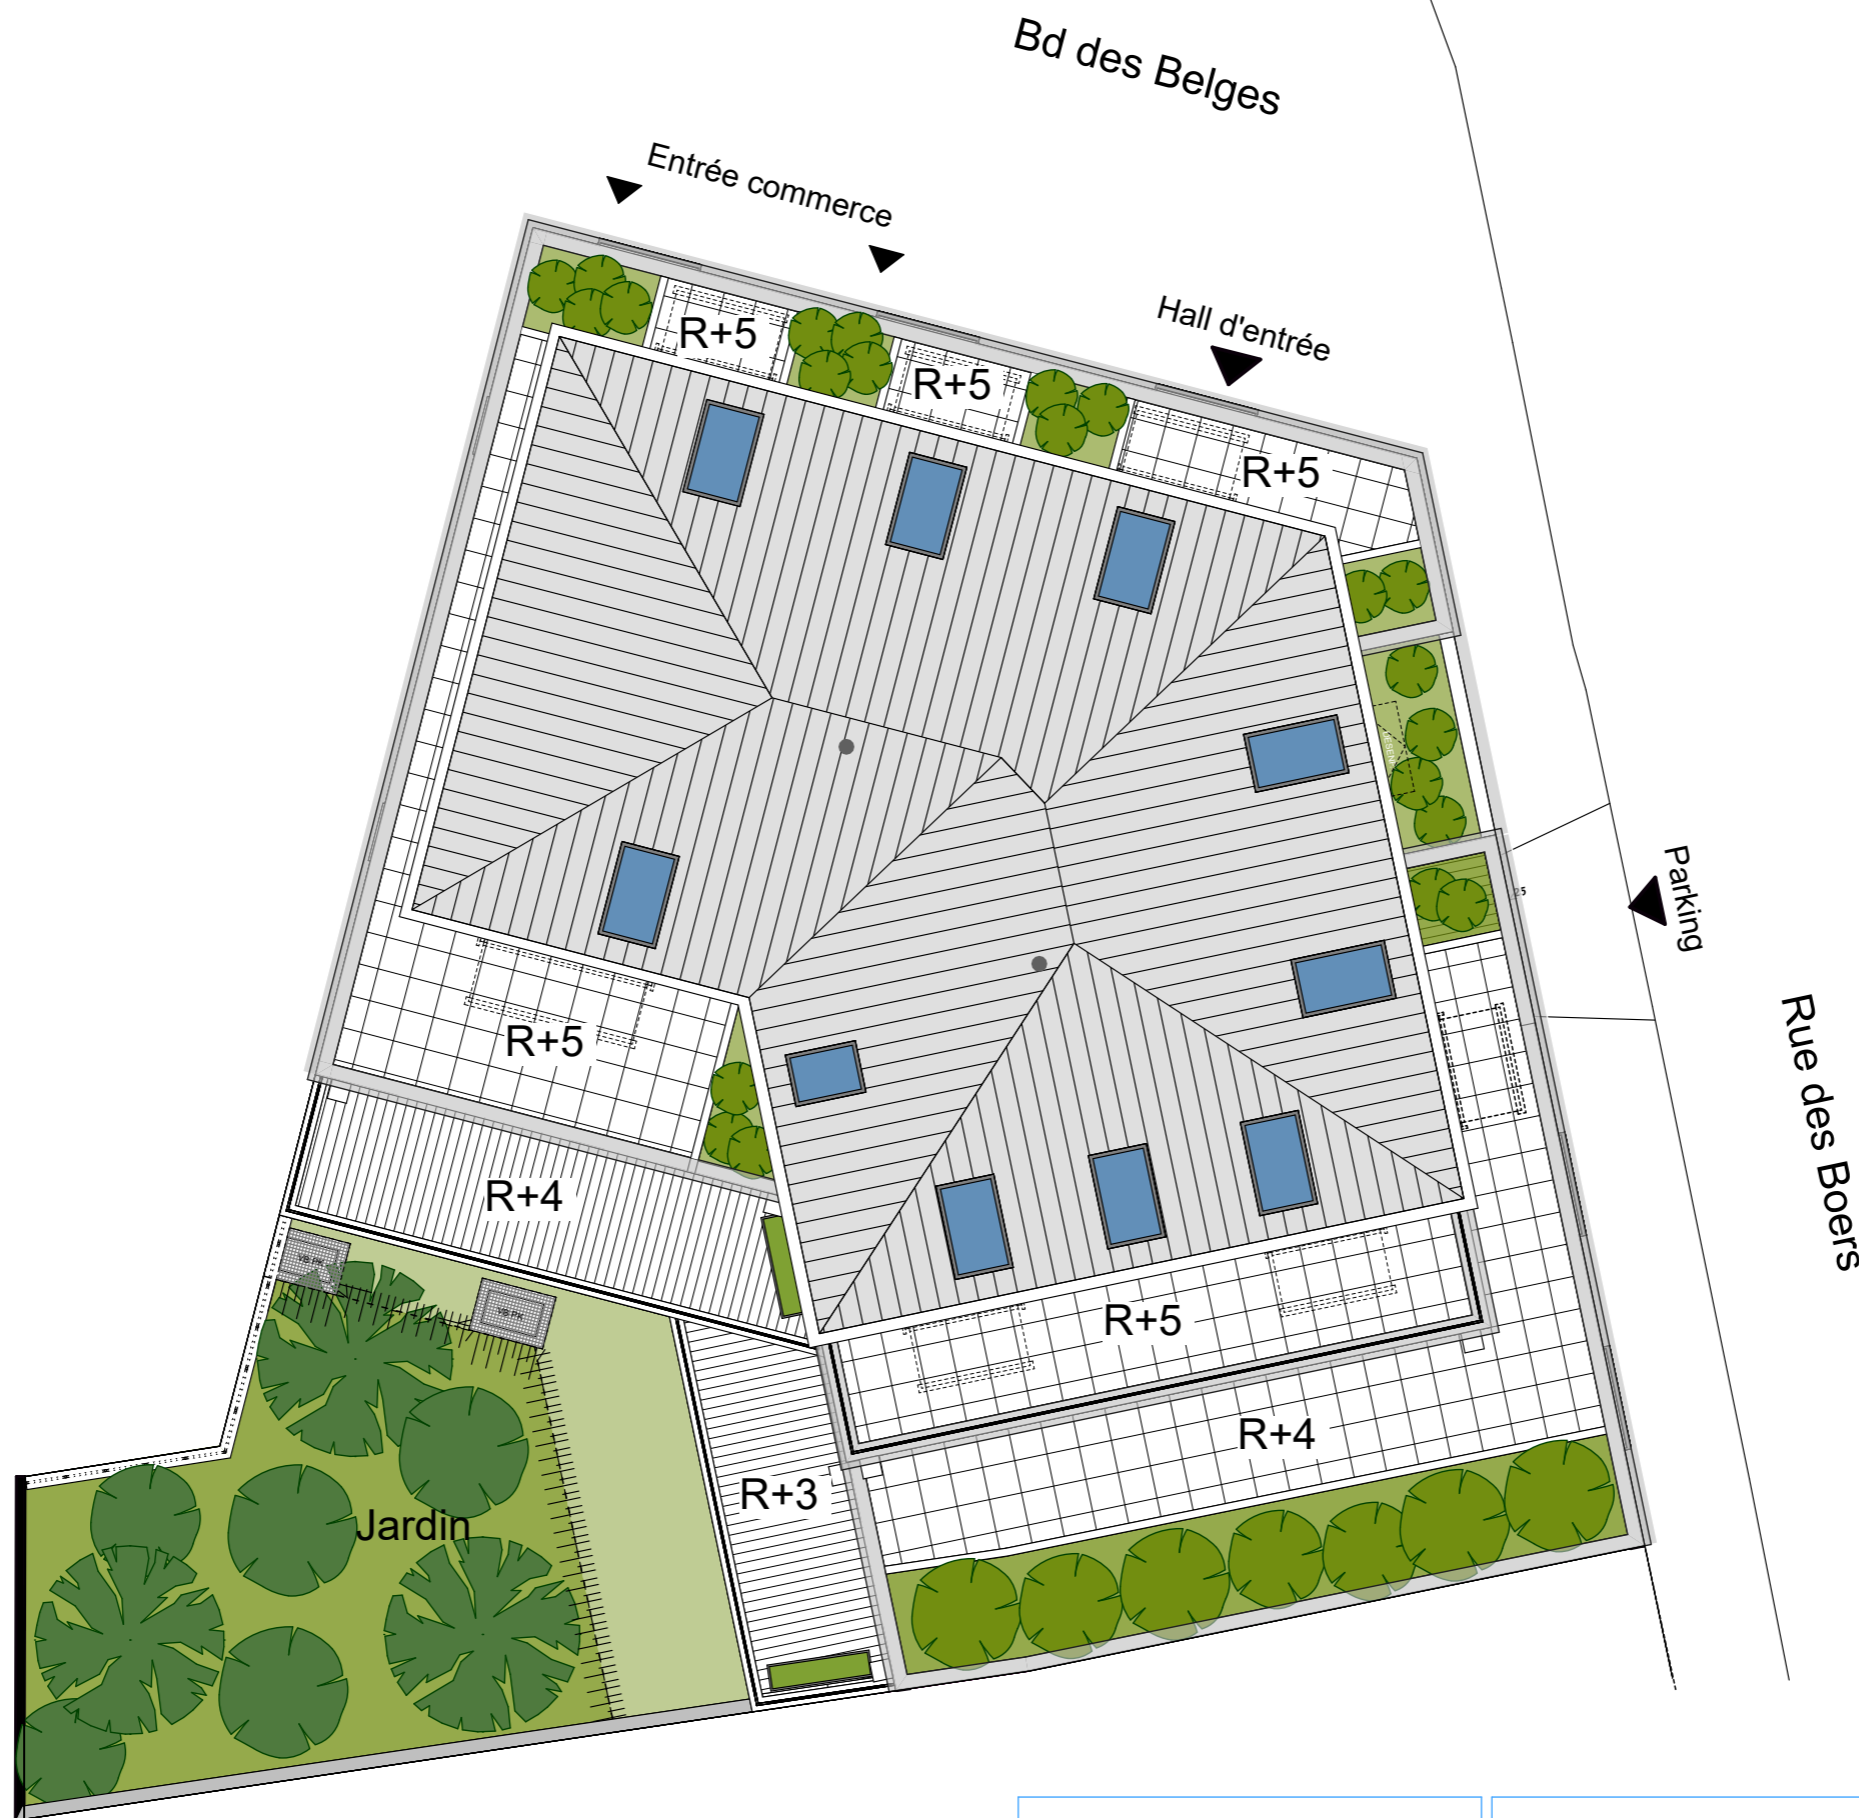 Bd des Belges
Entrée commerce
Hall d'entrée
R+5
R+5
R+5
Parking
Rue des Boers
R+5
R+4
R+5
R+4
R+3
Jardin